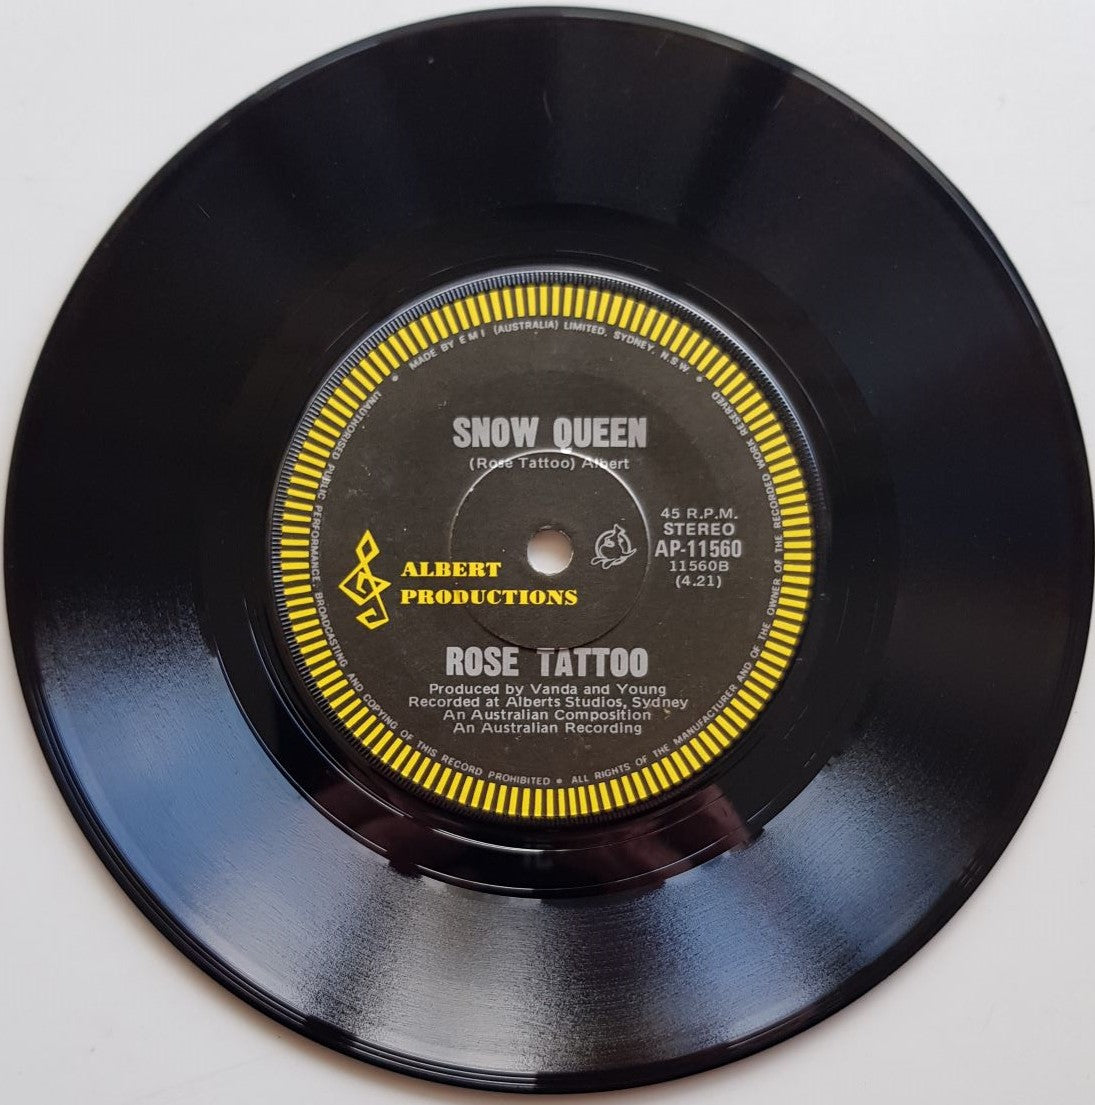 MADE BY E M I (AUSTRALIA) LIMITED, SYDNEY, N.S.W.
UNAUTHORISED PUBLIC PERFORMANCE, BROADCASTING AND COPYING OF THIS RECORD PROHIBITED • ALL RIGHTS OF THE MANUFACTURER AND OF THE OWNER OF THE RECORDED WORK RESERVED
SNOW QUEEN
(Rose Tattoo) Albert
45 R.P.M.
STEREO
AP-11560
11560B
(4.21)
ALBERT
PRODUCTIONS
ROSE TATTOO
Produced by Vanda and Young
Recorded at Alberts Studios, Sydney
An Australian Composition
An Australian Recording